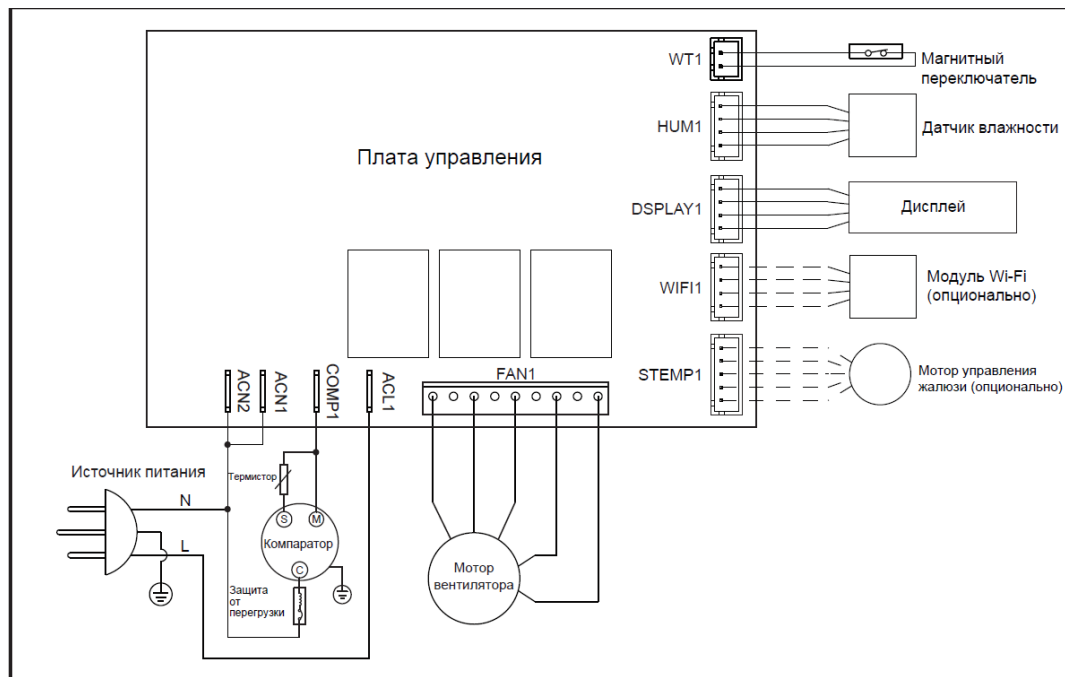 WT1
Магнитный
переключатель
HUM1
Датчик влажности
Плата управления
DSPLAY1
Дисплей
WIFI1
Модуль Wi-Fi
(опционально)
STEMP1
Мотор управления
жалюзи (опционально)
ACN2
ACN1
COMP1
ACL1
FAN1
Источник питания
N
L
Термистор
S
M
Компаратор
C
Защита
от
перегрузки
Мотор
вентилятора